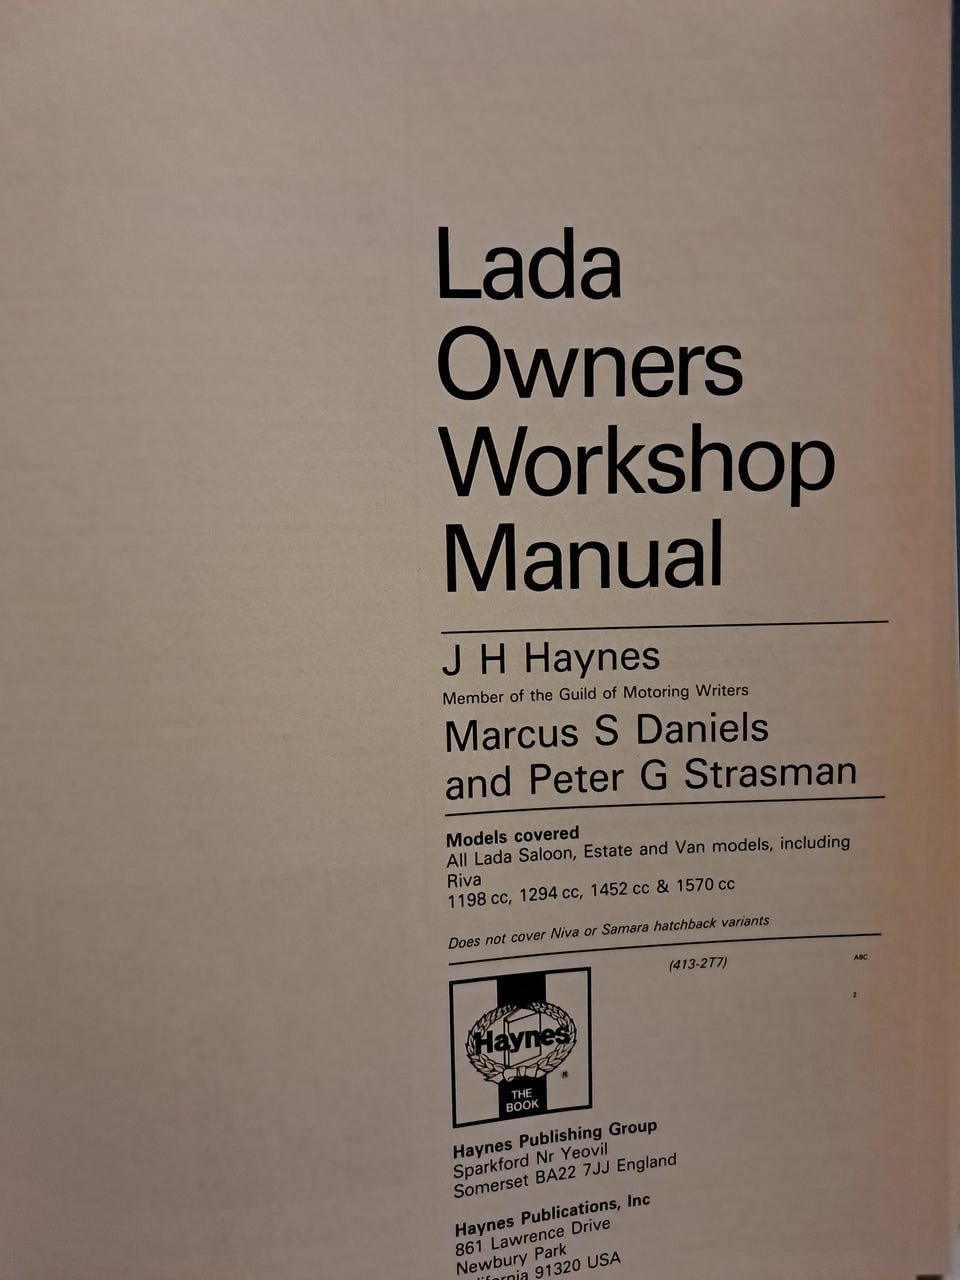 Lada
Owners
Workshop
Manual
J H Haynes
Member of the Guild of Motoring Writers
Marcus S Daniels
and Peter G Strasman
Models covered
All Lada Saloon, Estate and Van models, including
Riva
1198 cc, 1294 cc, 1452 cc & 1570 cc
Does not cover Niva or Samara hatchback variants
(413-2T7)
ABC
2
Haynes
®
THE
BOOK
Haynes Publishing Group
Sparkford Nr Yeovil
Somerset BA22 7JJ England
Haynes Publications, Inc
861 Lawrence Drive
Newbury Park
91320 USA